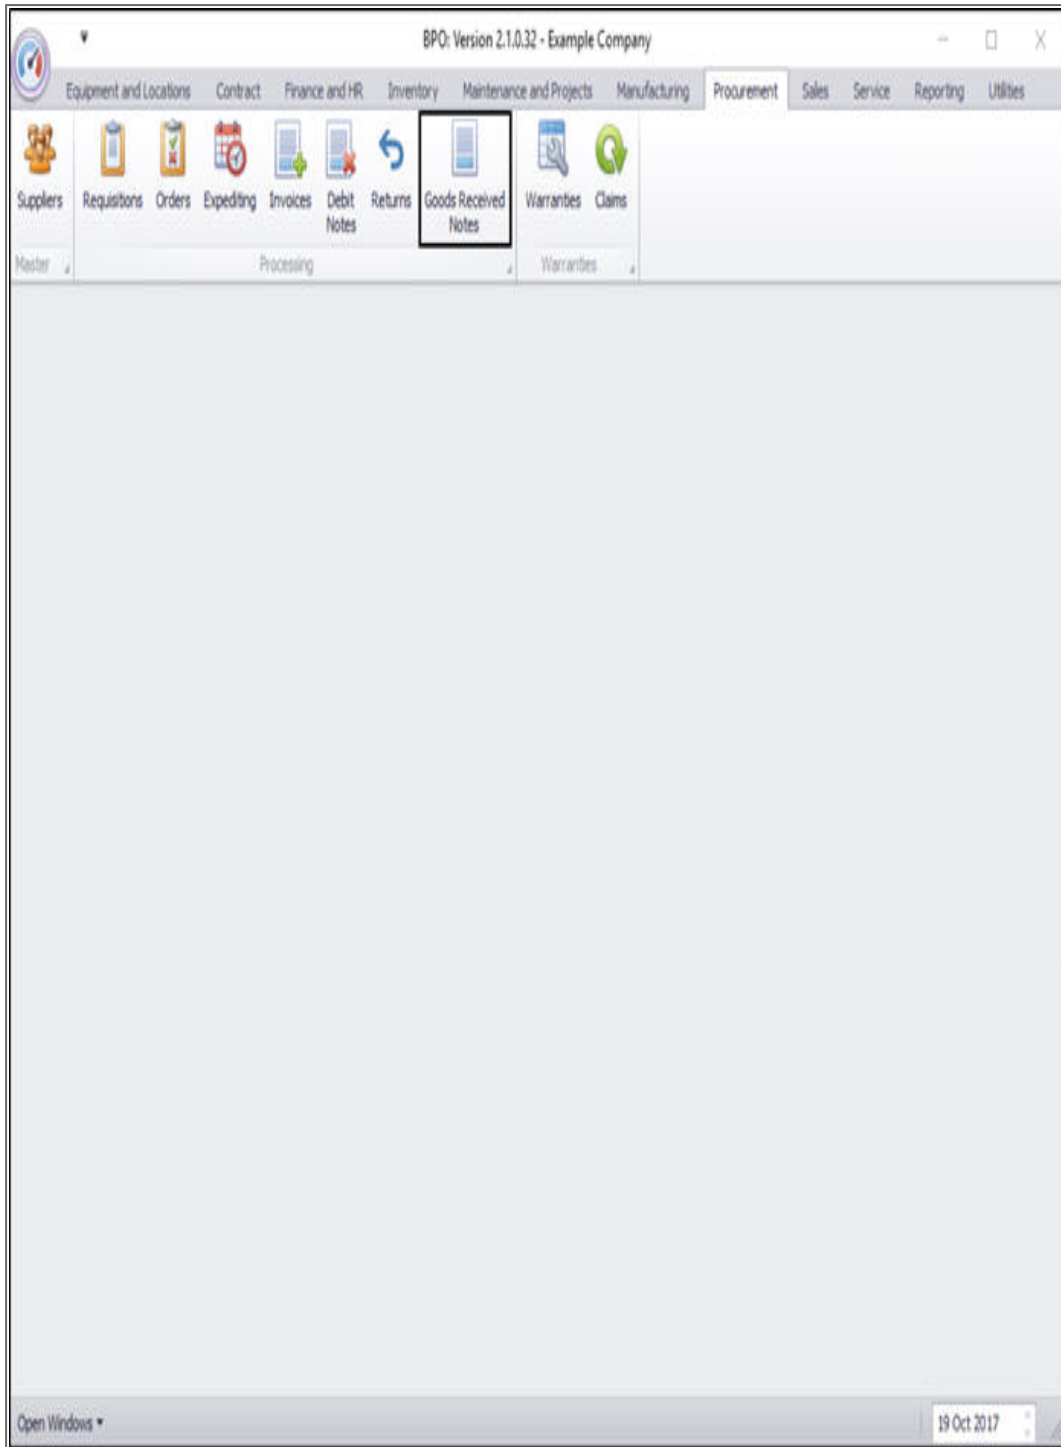 BPO: Version 2.1.0.32 - Example Company
Equipment and Locations Contract Finance and HR Inventory Maintenance and Projects Manufacturing Procurement Sales Service Reporting Utilities
Suppliers Requisitions Orders Expediting Invoices Debit Notes Returns Goods Received Notes Warranties Claims
Master Processing Warranties
Open Windows 19 Oct 2017